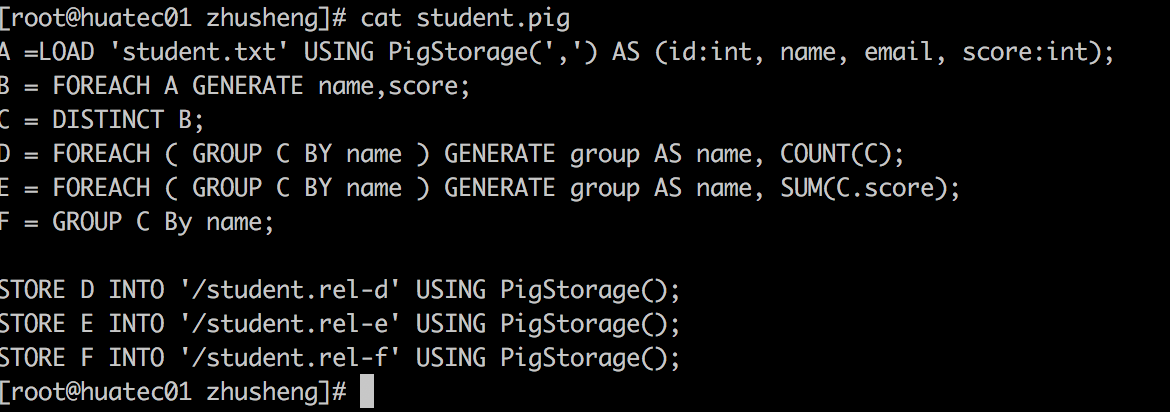 [root@huatec01 zhusheng]# cat student.pig
A =LOAD 'student.txt' USING PigStorage(',') AS (id:int, name, email, score:int);
B = FOREACH A GENERATE name,score;
C = DISTINCT B;
D = FOREACH ( GROUP C BY name ) GENERATE group AS name, COUNT(C);
E = FOREACH ( GROUP C BY name ) GENERATE group AS name, SUM(C.score);
F = GROUP C By name;
STORE D INTO '/student.rel-d' USING PigStorage();
STORE E INTO '/student.rel-e' USING PigStorage();
STORE F INTO '/student.rel-f' USING PigStorage();
[root@huatec01 zhusheng]#